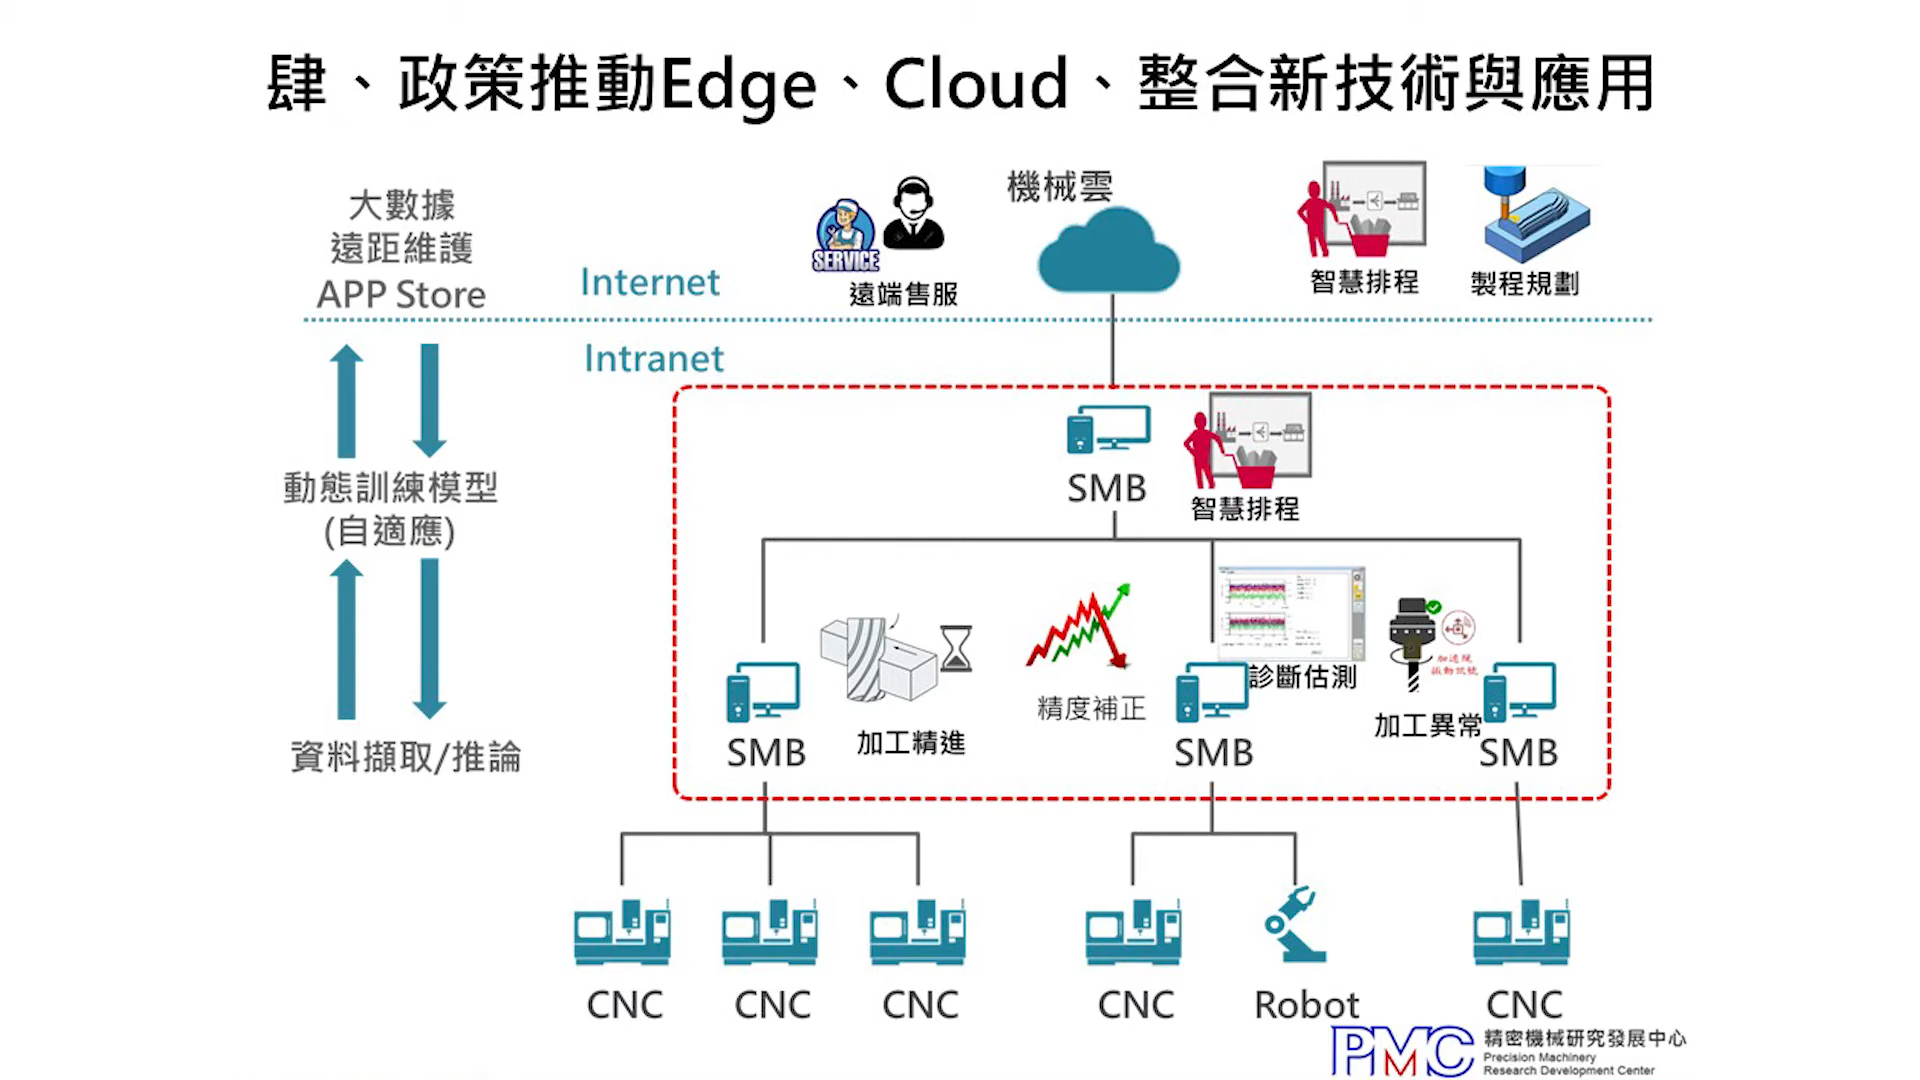 肆、政策推動Edge、Cloud、整合新技術與應用
大數據
遠距維護
APP Store
Internet
SERVICE
遠端售服
機械雲
智慧排程
製程規劃
Intranet
SMB
智慧排程
動態訓練模型
(自適應)
加工精進
精度補正
診斷估測
加工異常
SMB
SMB
SMB
資料擷取/推論
CNC
CNC
CNC
CNC
Robot
CNC
PMC
精密機械研究發展中心
Precision Machinery
Research Development Center